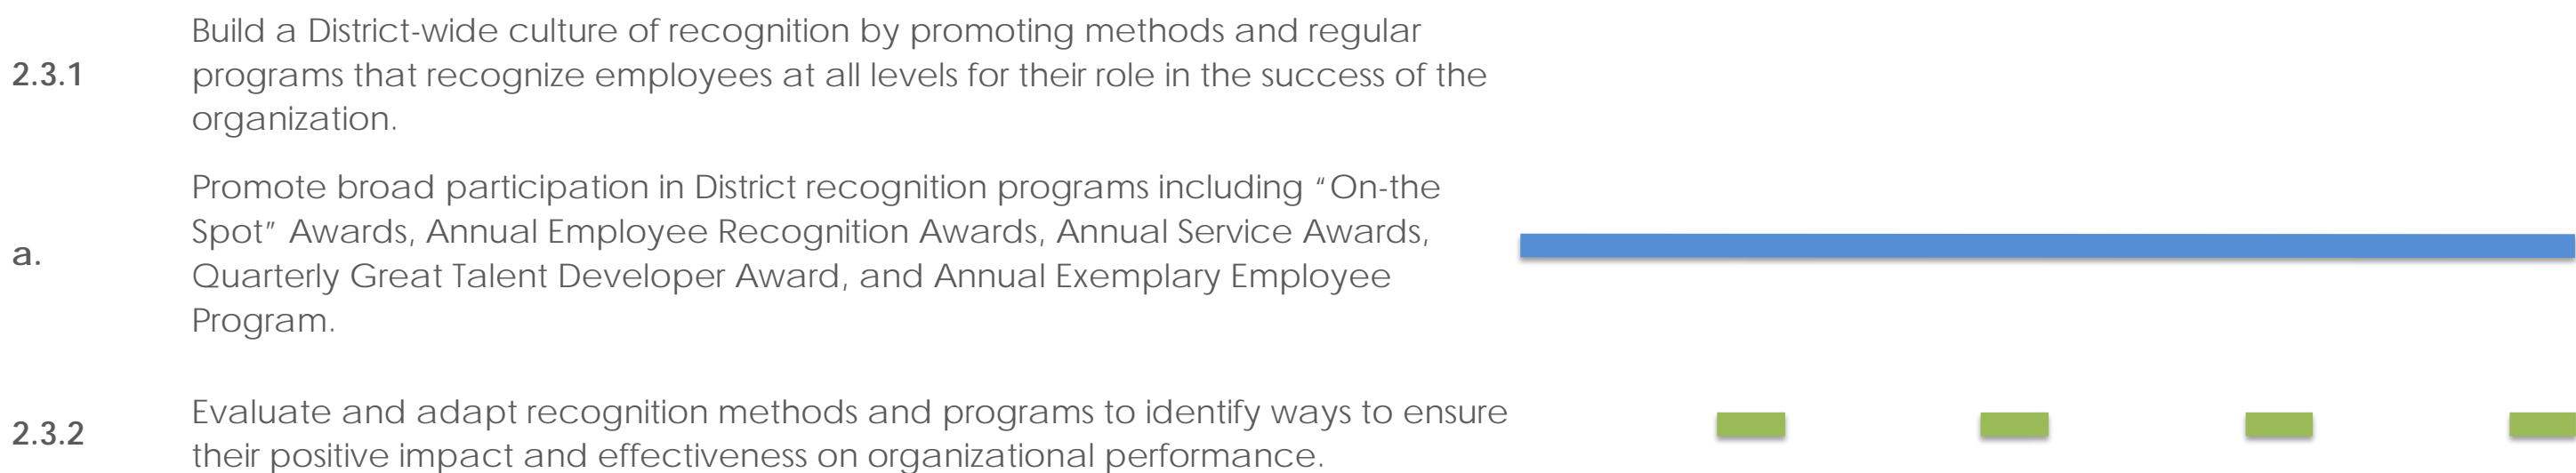 Build a District-wide culture of recognition by promoting methods and regular
2.3.1 programs that recognize employees at all levels for their role in the success of the
organization.
Promote broad participation in District recognition programs including “On-the
Spot” Awards, Annual Employee Recognition Awards, Annual Service Awards,
a.
Quarterly Great Talent Developer Award, and Annual Exemplary Employee
Program.
Evaluate and adapt recognition methods and programs to identify ways to ensure
2.3.2
their positive impact and effectiveness on organizational performance.